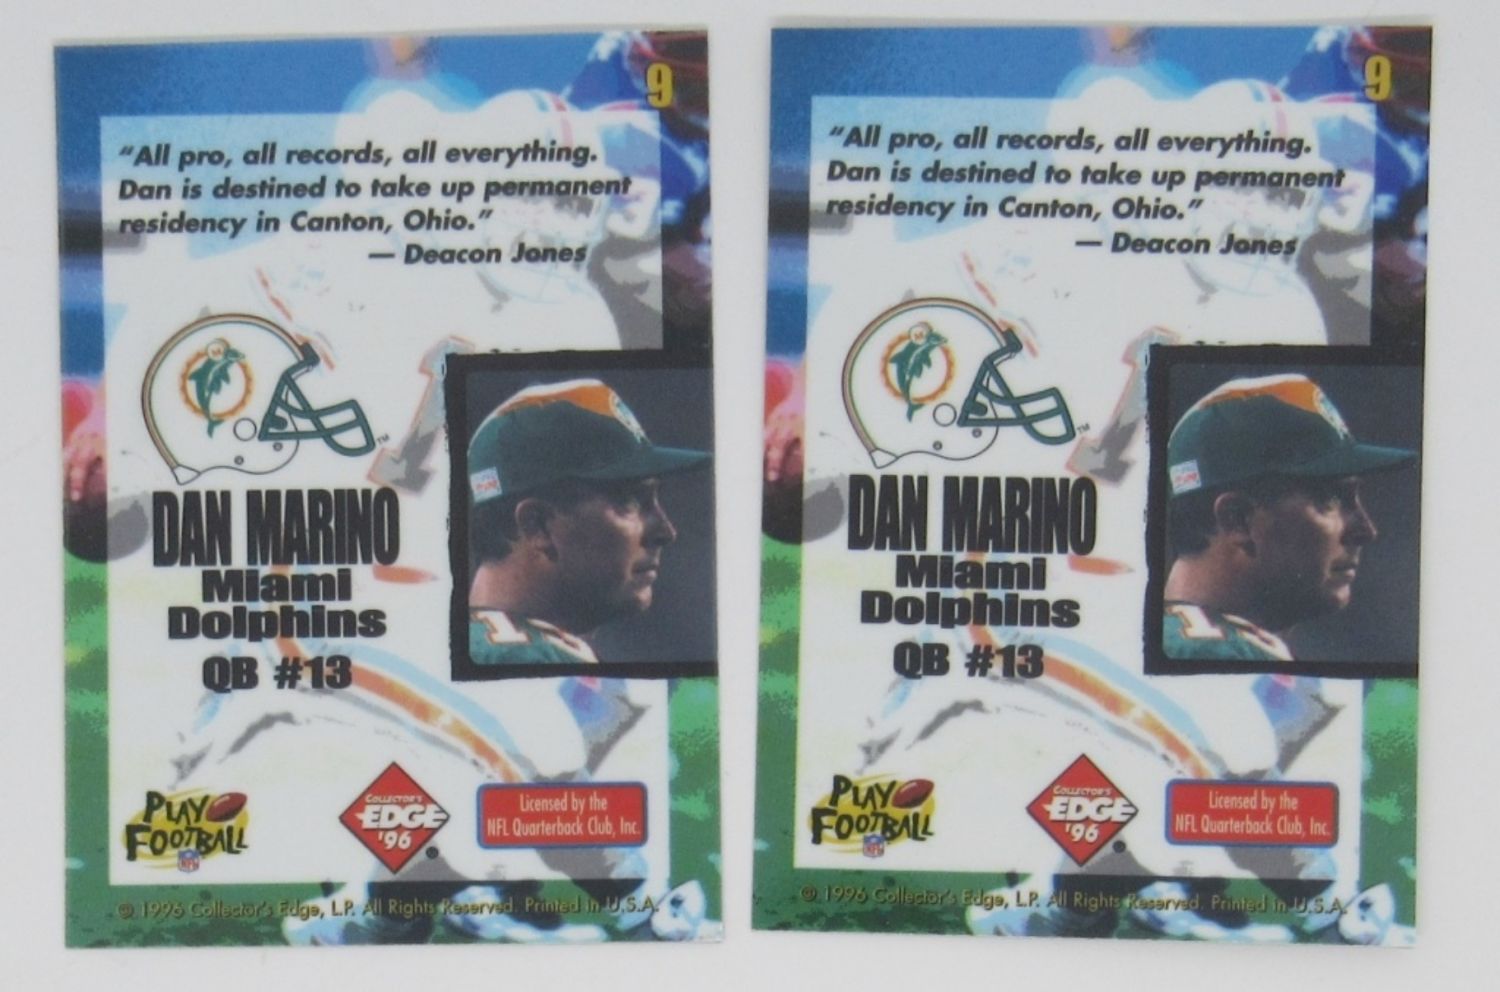 9
"All pro, all records, all everything.
Dan is destined to take up permanent
residency in Canton, Ohio."
— Deacon Jones
TM
DAN MARINO
Miami
Dolphins
QB #13
PLAY
FOOTBALL
NFL
COLLECTOR'S
EDGE
'96
Licensed by the
NFL Quarterback Club, Inc.
© 1996 Collector's Edge, L.P. All Rights Reserved. Printed in U.S.A.
9
"All pro, all records, all everything.
Dan is destined to take up permanent
residency in Canton, Ohio."
— Deacon Jones
TM
DAN MARINO
Miami
Dolphins
QB #13
PLAY
FOOTBALL
NFL
COLLECTOR'S
EDGE
'96
Licensed by the
NFL Quarterback Club, Inc.
© 1996 Collector's Edge, L.P. All Rights Reserved. Printed in U.S.A.